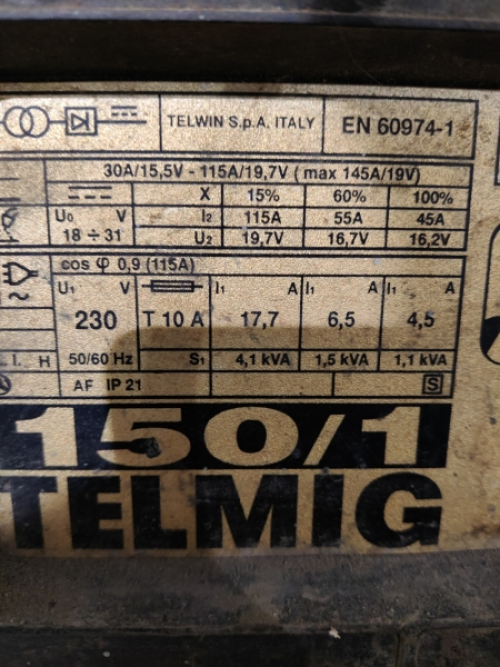 TELWIN S.p.A. ITALY EN 60974-1
30A/15,5V - 115A/19,7V ( max 145A/19V)
X 15% 60% 100%
U₀ V I₂ 115A 55A 45A
18 ÷ 31 U₂ 19,7V 16,7V 16,2V
cos φ 0,9 (115A)
U₁ V I₁ A I₁ A I₁ A
230 T 10 A 17,7 6,5 4,5
I. H 50/60 Hz S₁ 4,1 kVA 1,5 kVA 1,1 kVA
AF IP 21 S
150/1
TELMIG